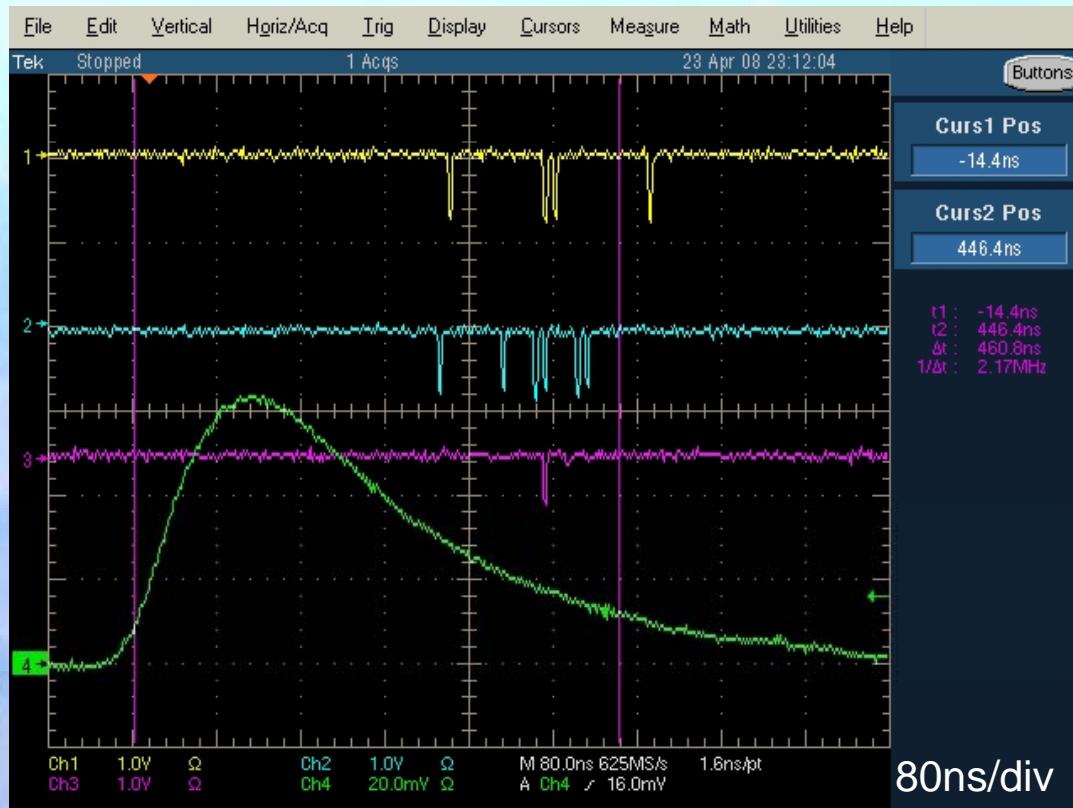 File Edit Vertical Horiz/Acq Trig Display Cursors Measure Math Utilities Help
Tek Stopped 1 Acqs 23 Apr 08 23:12:04
Buttons
Curs1 Pos
-14.4ns
Curs2 Pos
446.4ns
t1 : -14.4ns
t2 : 446.4ns
Δt : 460.8ns
1/Δt : 2.17MHz
1
2
3
4
Ch1 1.0V Ω Ch2 1.0V Ω M 80.0ns 625MS/s 1.6ns/pt
Ch3 1.0V Ω Ch4 20.0mV Ω A Ch4 / 16.0mV
80ns/div